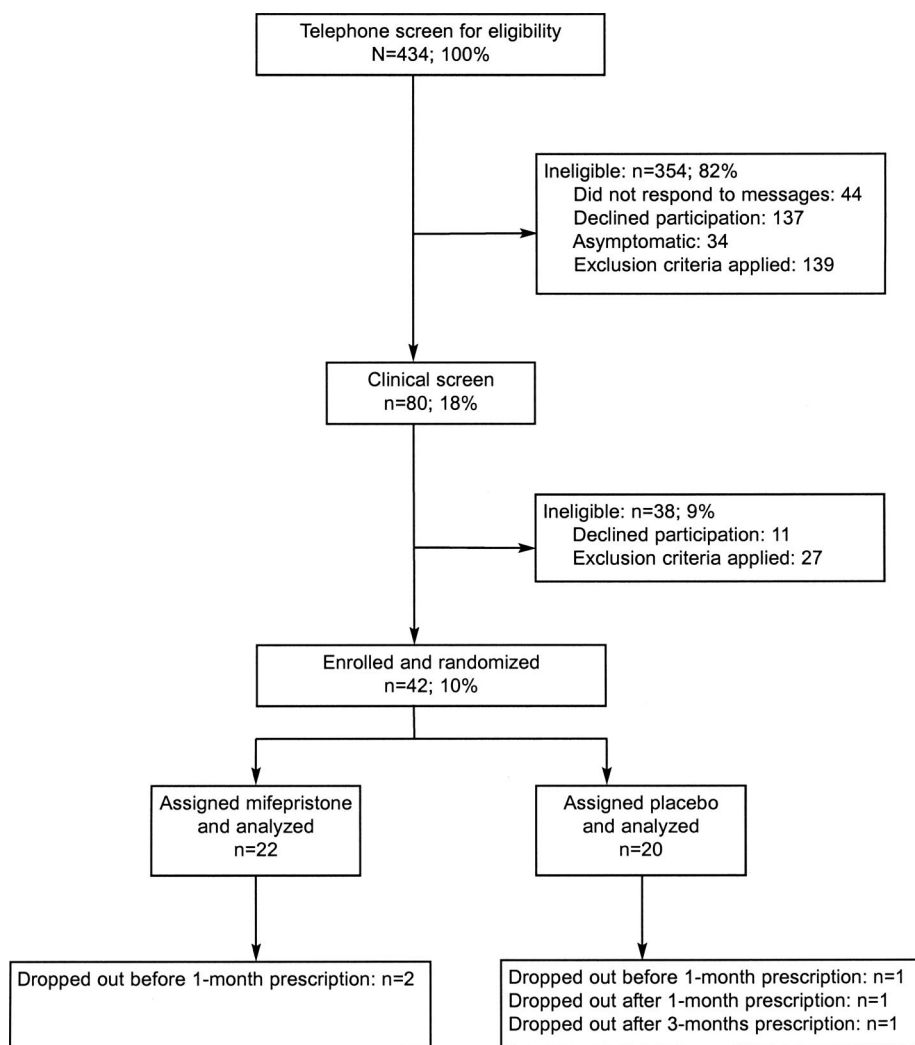 Telephone screen for eligibility
N=434; 100%
Ineligible: n=354; 82%
Did not respond to messages: 44
Declined participation: 137
Asymptomatic: 34
Exclusion criteria applied: 139
Clinical screen
n=80; 18%
Ineligible: n=38; 9%
Declined participation: 11
Exclusion criteria applied: 27
Enrolled and randomized
n=42; 10%
Assigned mifepristone
and analyzed
n=22
Assigned placebo
and analyzed
n=20
Dropped out before 1-month prescription: n=2
Dropped out before 1-month prescription: n=1
Dropped out after 1-month prescription: n=1
Dropped out after 3-months prescription: n=1